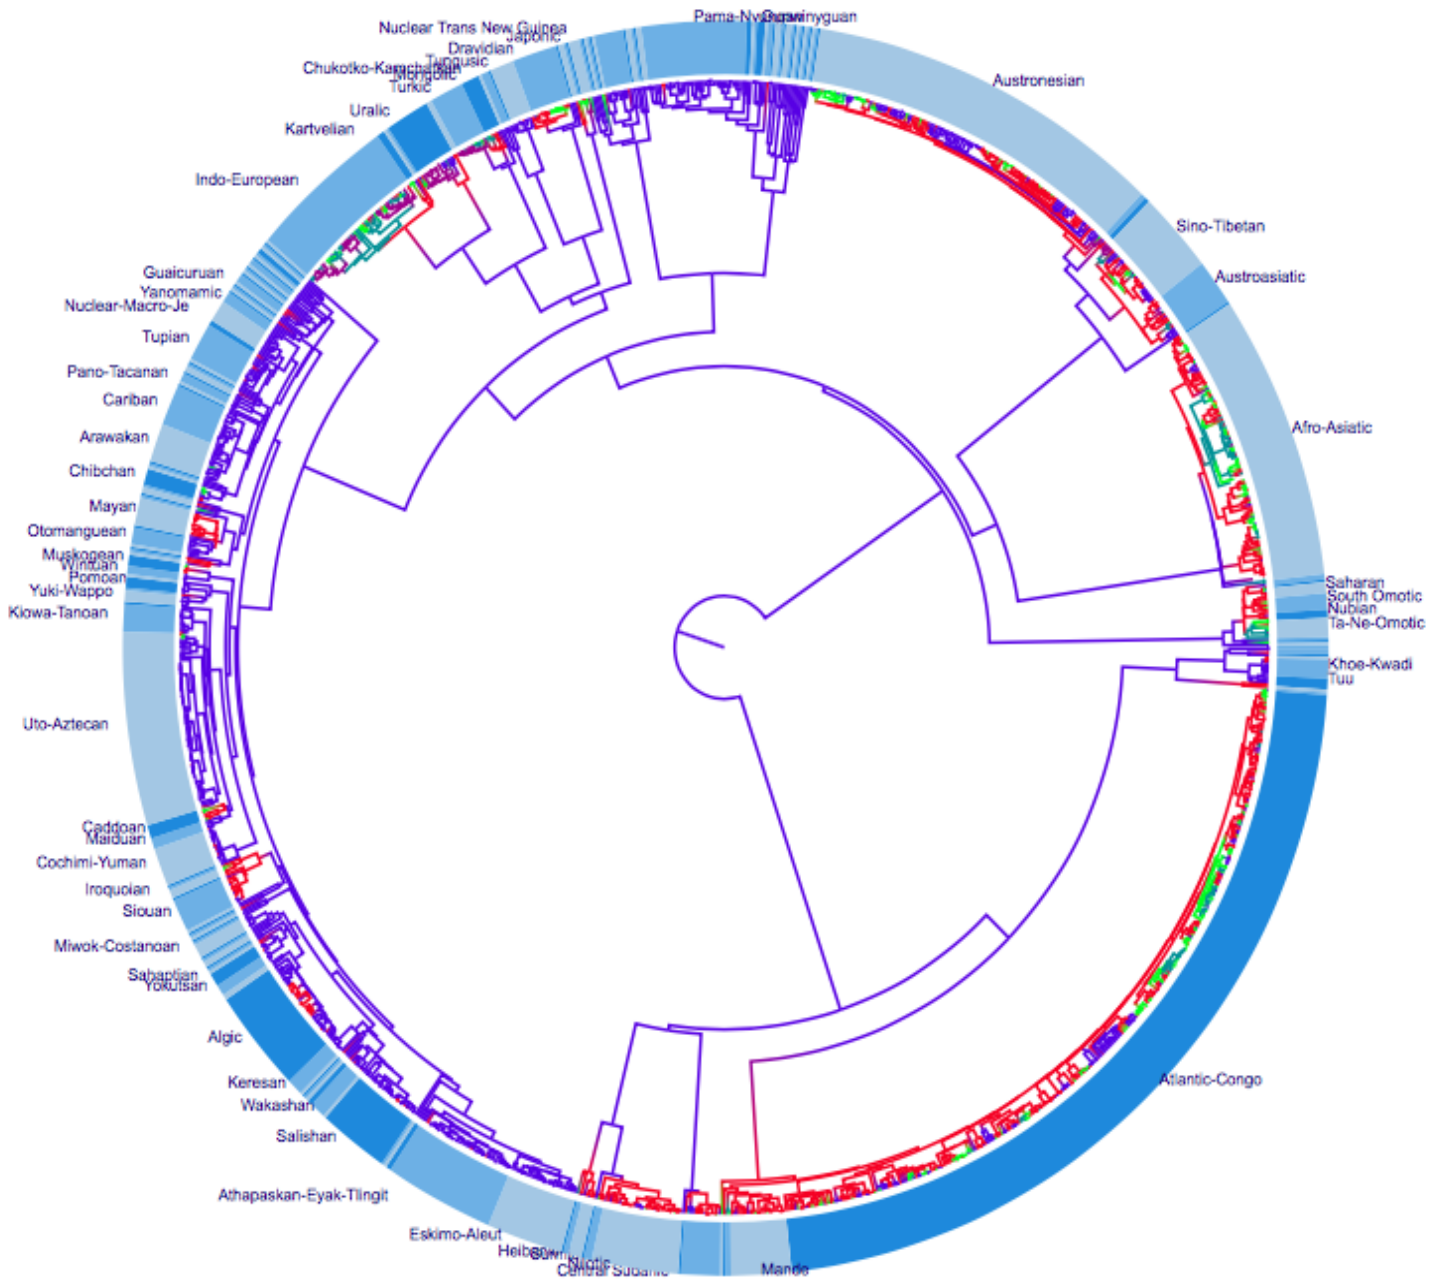 Pama-Nyungan
Gunwinyguan
Nuclear Trans New Guinea
Japonic
Dravidian
Tungusic
Chukotko-Kamchatkan
Mongolic
Turkic
Uralic
Kartvelian
Indo-European
Guaicuruan
Yanomamic
Nuclear-Macro-Je
Tupian
Pano-Tacanan
Cariban
Arawakan
Chibchan
Mayan
Otomanguean
Muskogean
Wintuan
Pomoan
Yuki-Wappo
Kiowa-Tanoan
Uto-Aztecan
Caddoan
Maiduan
Cochimi-Yuman
Iroquoian
Siouan
Miwok-Costanoan
Sahaptian
Yokutsan
Algic
Keresan
Wakashan
Salishan
Athapaskan-Eyak-Tlingit
Eskimo-Aleut
Nilotic
Central Sudanic
Mande
Atlantic-Congo
Tuu
Khoe-Kwadi
Ta-Ne-Omotic
Nubian
South Omotic
Saharan
Afro-Asiatic
Austroasiatic
Sino-Tibetan
Austronesian